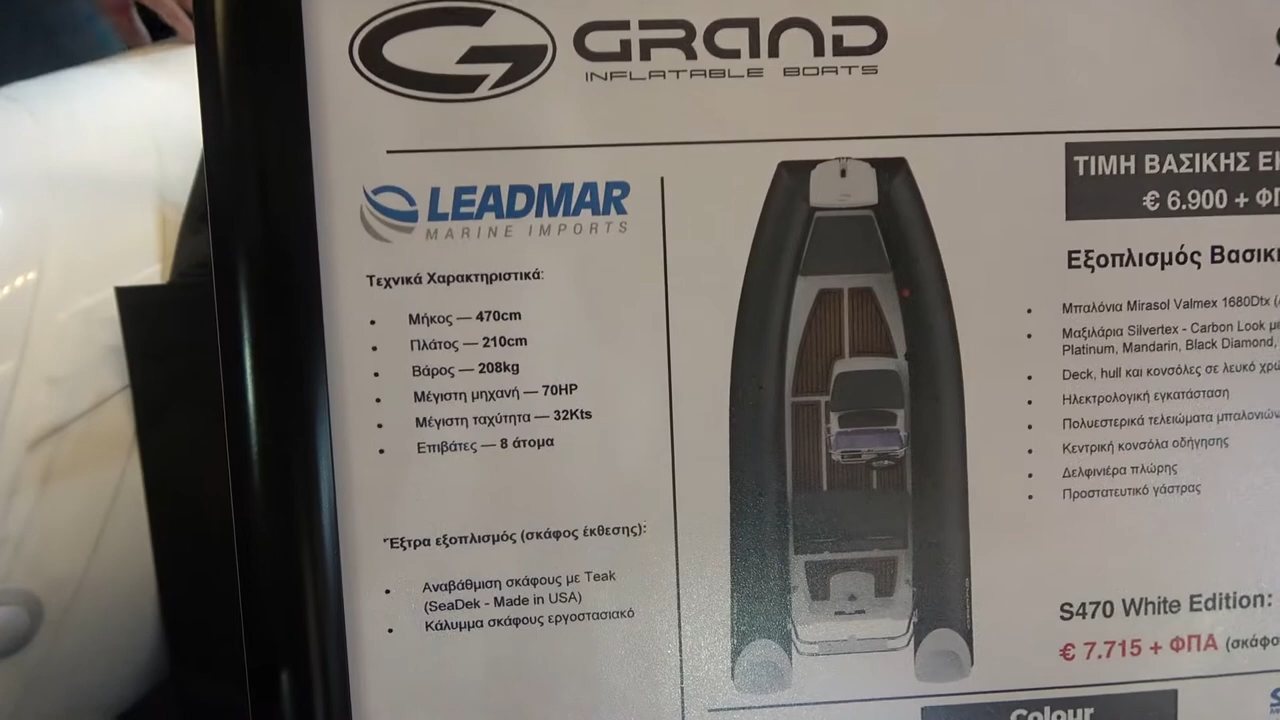 GRAND
INFLATABLE BOATS
LEADMAR
MARINE IMPORTS
Τεχνικά Χαρακτηριστικά:
• Μήκος — 470cm
• Πλάτος — 210cm
• Βάρος — 208kg
• Μέγιστη μηχανή — 70HP
• Μέγιστη ταχύτητα — 32Kts
• Επιβάτες — 8 άτομα
Έξτρα εξοπλισμός (σκάφος έκθεσης):
• Αναβάθμιση σκάφους με Teak
(SeaDek - Made in USA)
• Κάλυμμα σκάφους εργοστασιακό
ΤΙΜΗ ΒΑΣΙΚΗΣ
€ 6.900 +
Εξοπλισμός
• Μπαλόνια Mirasol Valmex 1680Dtx
• Μαξιλάρια Silvertex - Carbon Look
Platinum, Mandarin, Black Diamond,
• Deck, hull και κονσόλες σε λευκό
• Ηλεκτρολογική εγκατάσταση
• Πολυεστερικά τελειώματα
• Κεντρική κονσόλα οδήγησης
• Δελφινιέρα πλώρης
• Προστατευτικό γάστρας
S470 White Edition:
€ 7.715 + ΦΠΑ
Colour